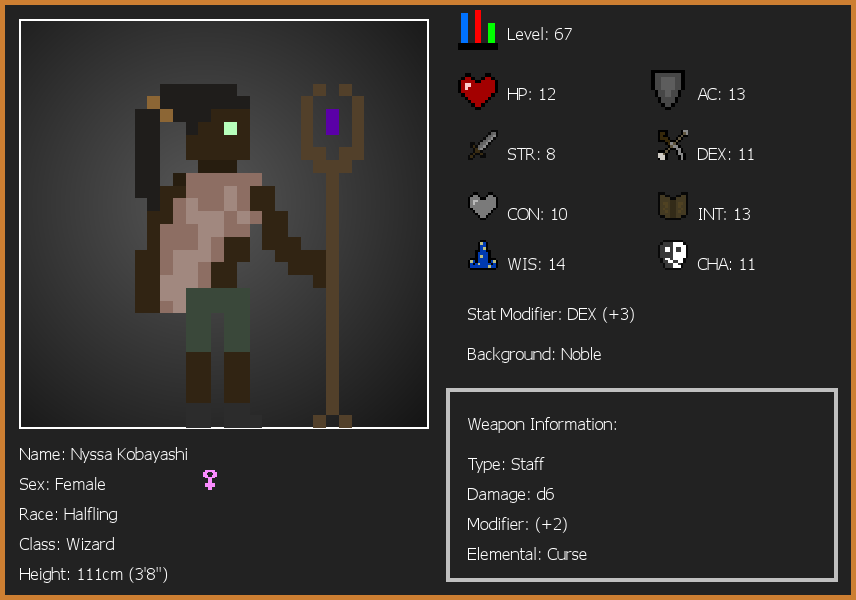 Level: 67
HP: 12
AC: 13
STR: 8
DEX: 11
CON: 10
INT: 13
WIS: 14
CHA: 11
Stat Modifier: DEX (+3)
Background: Noble
Weapon Information:
Type: Staff
Damage: d6
Modifier: (+2)
Elemental: Curse
Name: Nyssa Kobayashi
Sex: Female
Race: Halfling
Class: Wizard
Height: 111cm (3'8")